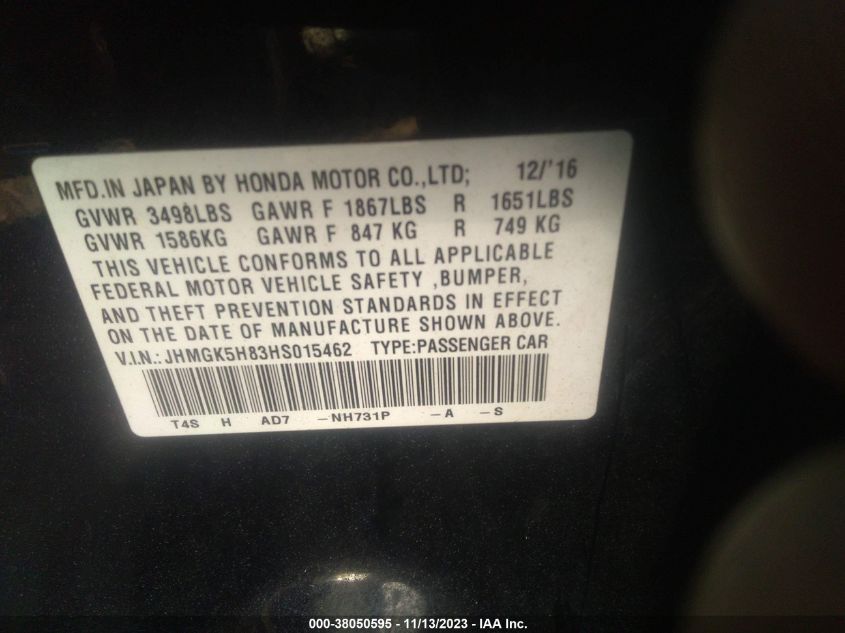 MFD.IN JAPAN BY HONDA MOTOR CO.,LTD; 12/'16
GVWR 3498LBS GAWR F 1867LBS R 1651LBS
GVWR 1586KG GAWR F 847 KG R 749 KG
THIS VEHICLE CONFORMS TO ALL APPLICABLE
FEDERAL MOTOR VEHICLE SAFETY ,BUMPER,
AND THEFT PREVENTION STANDARDS IN EFFECT
ON THE DATE OF MANUFACTURE SHOWN ABOVE.
V.I.N.: JHMGK5H83HS015462 TYPE:PASSENGER CAR
T4S H AD7 -NH731P -A -S
000-38050595 - 11/13/2023 - IAA Inc.